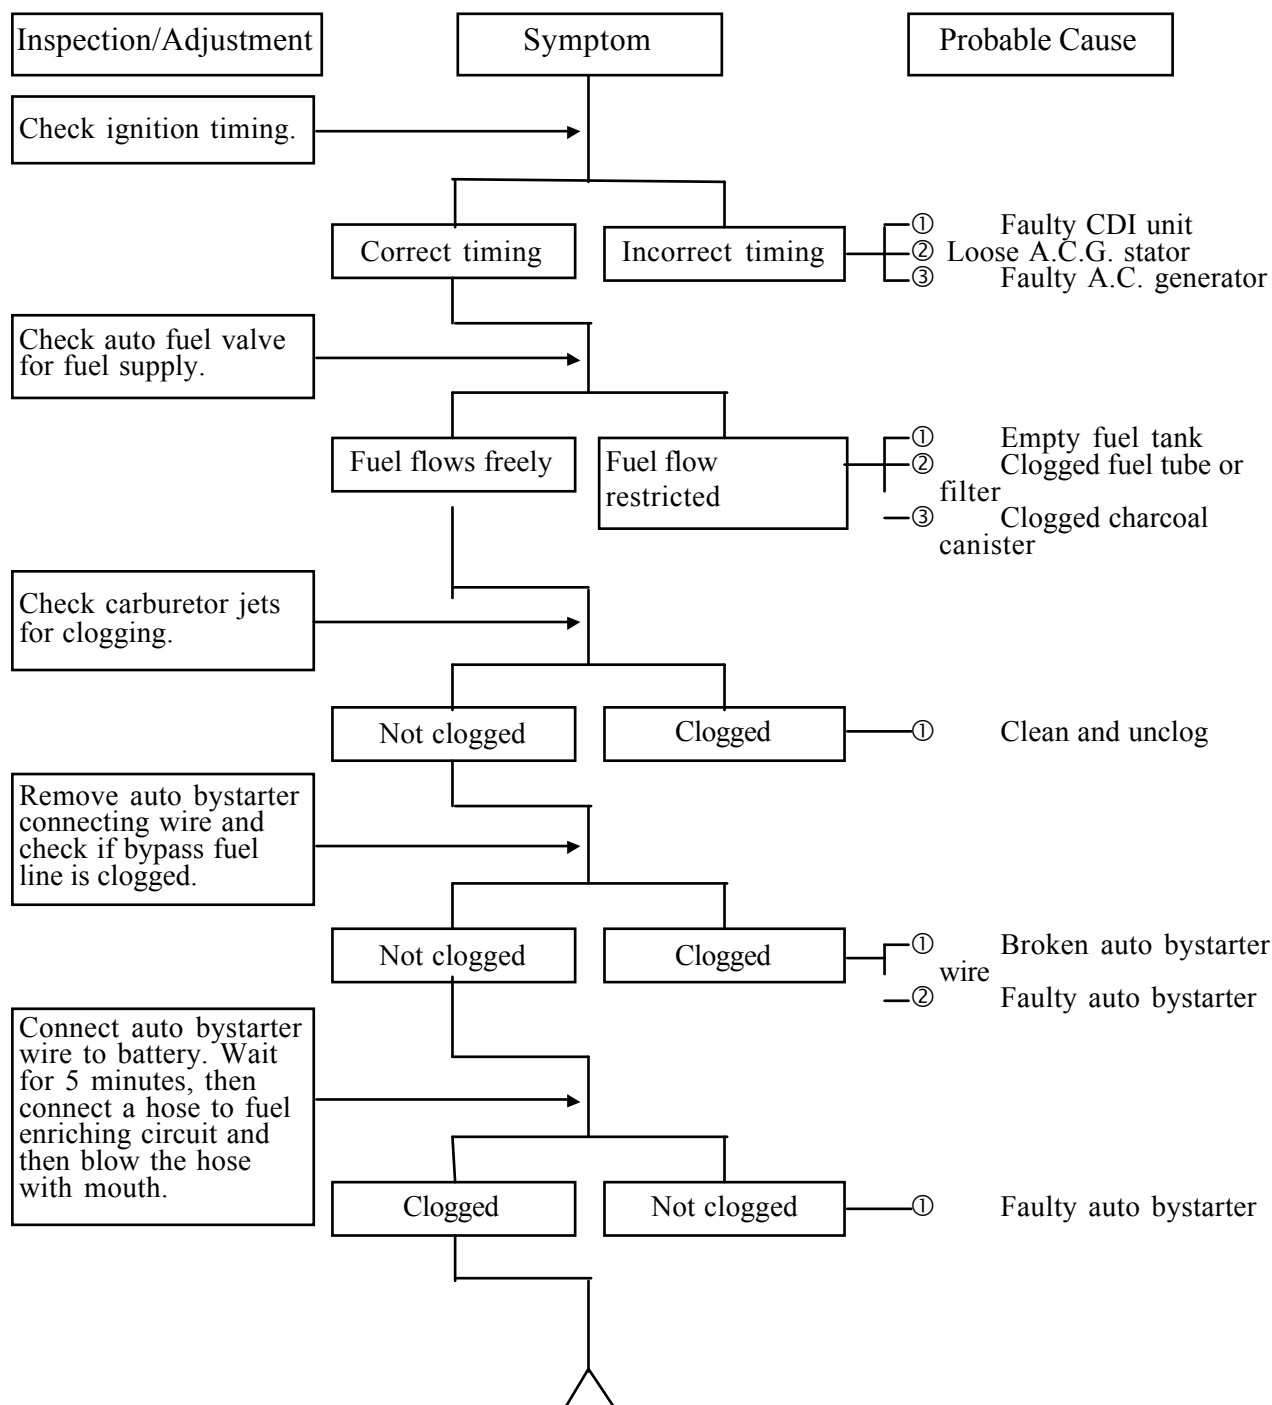 Inspection/Adjustment
Symptom
Probable Cause
Check ignition timing.
Correct timing
Incorrect timing
① Faulty CDI unit
② Loose A.C.G. stator
③ Faulty A.C. generator
Check auto fuel valve
for fuel supply.
Fuel flows freely
Fuel flow
restricted
① Empty fuel tank
② Clogged fuel tube or
filter
③ Clogged charcoal
canister
Check carburetor jets
for clogging.
Not clogged
Clogged
① Clean and unclog
Remove auto bystarter
connecting wire and
check if bypass fuel
line is clogged.
Not clogged
Clogged
① Broken auto bystarter
wire
② Faulty auto bystarter
Connect auto bystarter
wire to battery. Wait
for 5 minutes, then
connect a hose to fuel
enriching circuit and
then blow the hose
with mouth.
Clogged
Not clogged
① Faulty auto bystarter